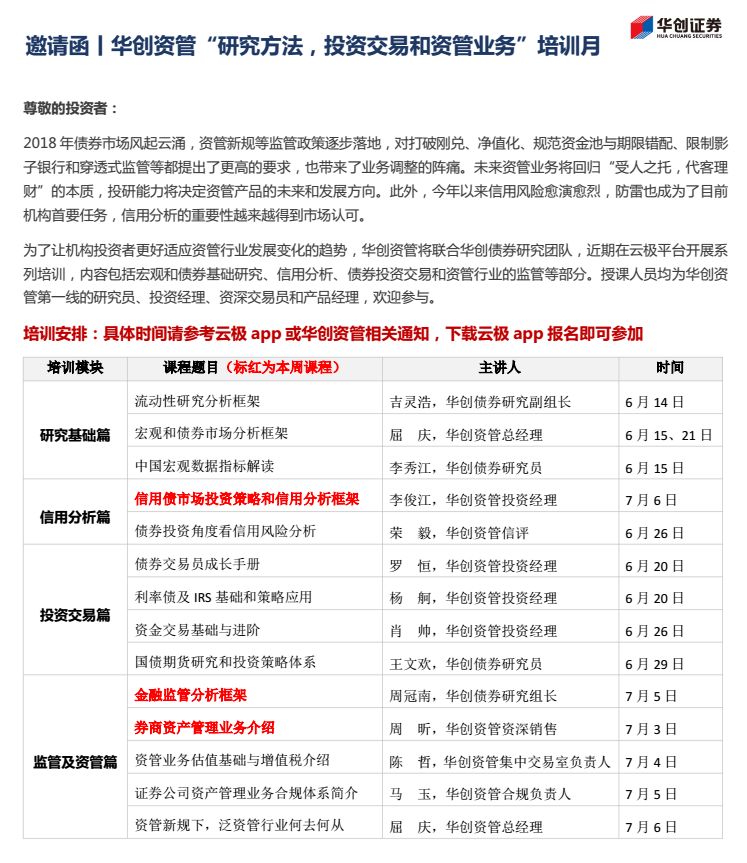 华创证券
HUA CHUANG SECURITIES
邀请函丨华创资管“研究方法，投资交易和资管业务”培训月
尊敬的投资者：
2018 年债券市场风起云涌，资管新规等监管政策逐步落地，对打破刚兑、净值化、规范资金池与期限错配、限制影
子银行和穿透式监管等都提出了更高的要求，也带来了业务调整的阵痛。未来资管业务将回归“受人之托，代客理
财”的本质，投研能力将决定资管产品的未来和发展方向。此外，今年以来信用风险愈演愈烈，防雷也成为了目前
机构首要任务，信用分析的重要性越来越得到市场认可。
为了让机构投资者更好适应资管行业发展变化的趋势，华创资管将联合华创债券研究团队，近期在云极平台开展系
列培训，内容包括宏观和债券基础研究、信用分析、债券投资交易和资管行业的监管等部分。授课人员均为华创资
管第一线的研究员、投资经理、资深交易员和产品经理，欢迎参与。
培训安排：具体时间请参考云极 app 或华创资管相关通知，下载云极 app 报名即可参加
培训模块 课程题目（标红为本周课程） 主讲人 时间
研究基础篇
流动性研究分析框架 吉灵浩，华创债券研究副组长 6 月 14 日
宏观和债券市场分析框架 屈 庆，华创资管总经理 6 月 15、21 日
中国宏观数据指标解读 李秀江，华创债券研究员 6 月 15 日
信用分析篇
信用债市场投资策略和信用分析框架 李俊江，华创资管投资经理 7 月 6 日
债券投资角度看信用风险分析 荣 毅，华创资管信评 6 月 26 日
投资交易篇
债券交易员成长手册 罗 恒，华创资管投资经理 6 月 20 日
利率债及 IRS 基础和策略应用 杨 舸，华创资管投资经理 6 月 20 日
资金交易基础与进阶 肖 帅，华创资管投资经理 6 月 26 日
国债期货研究和投资策略体系 王文欢，华创债券研究员 6 月 29 日
监管及资管篇
金融监管分析框架 周冠南，华创债券研究组长 7 月 5 日
券商资产管理业务介绍 周 昕，华创资管资深销售 7 月 3 日
资管业务估值基础与增值税介绍 陈 哲，华创资管集中交易室负责人 7 月 4 日
证券公司资产管理业务合规体系简介 马 玉，华创资管合规负责人 7 月 5 日
资管新规下，泛资管行业何去何从 屈 庆，华创资管总经理 7 月 6 日